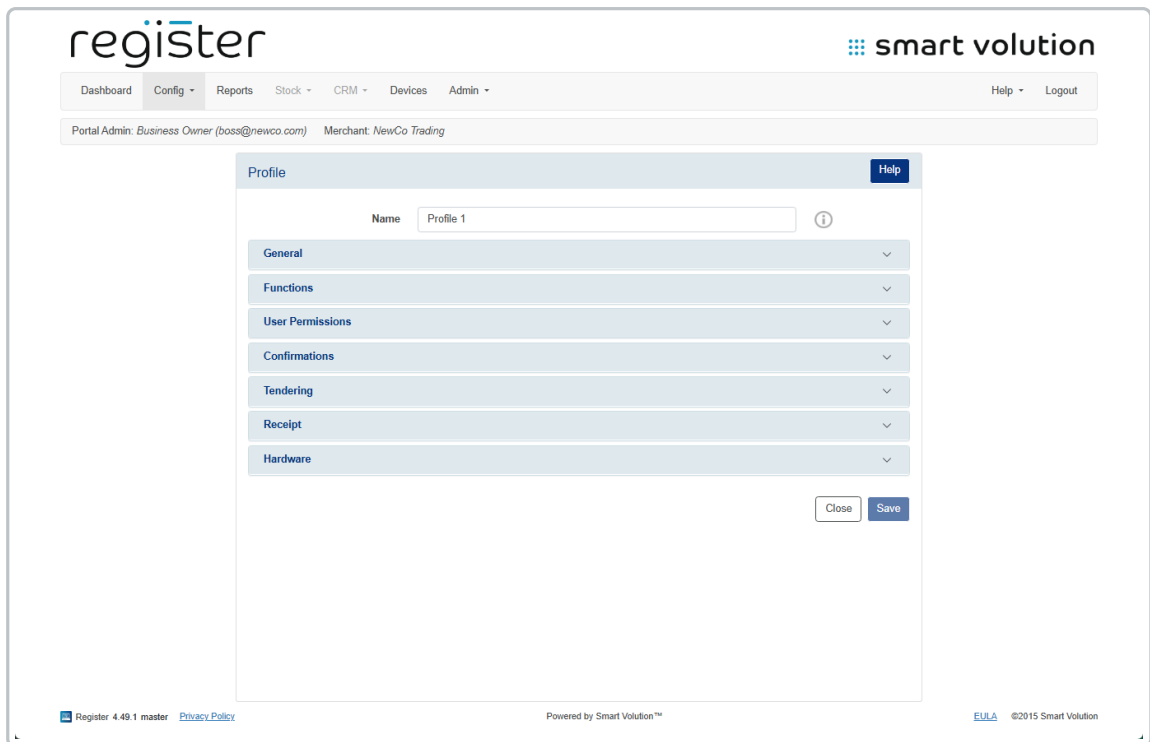 register
smart volution
Dashboard Config Reports Stock CRM Devices Admin Help Logout
Portal Admin: Business Owner (boss@newco.com) Merchant: NewCo Trading
Profile Help
Name Profile 1
General
Functions
User Permissions
Confirmations
Tendering
Receipt
Hardware
Close Save
Register 4.49.1 master Privacy Policy Powered by Smart Volution™ EULA ©2015 Smart Volution